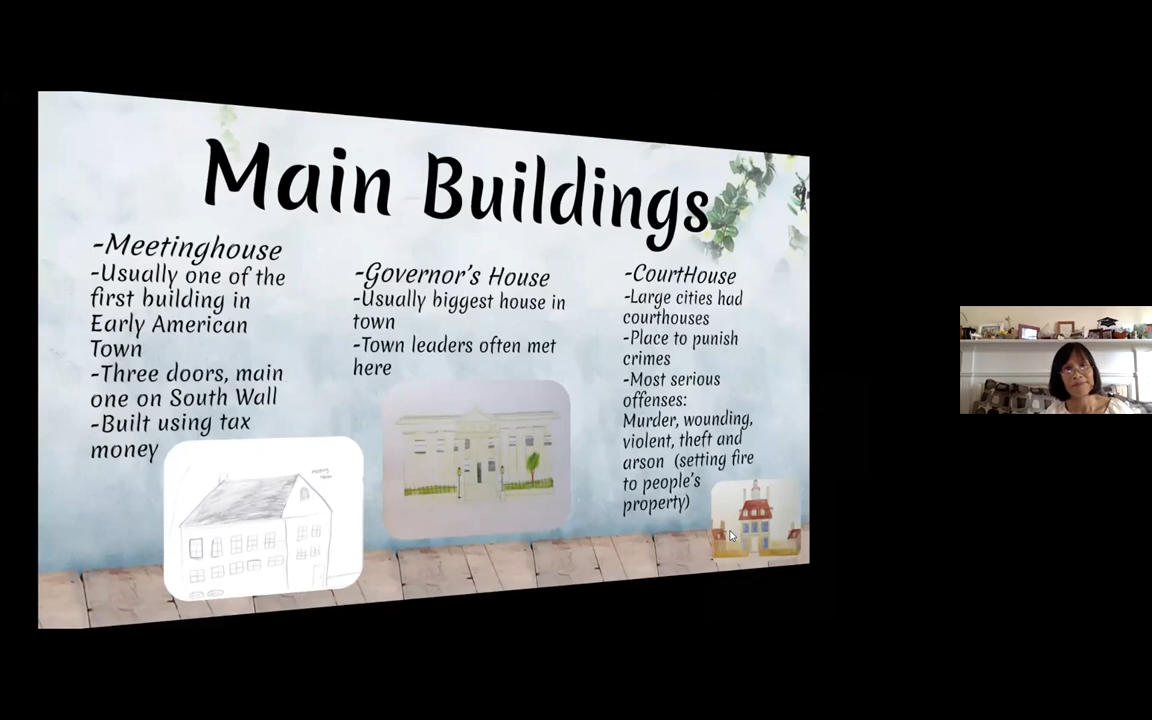 Main Buildings
-Meetinghouse
-Usually one of the
first building in
Early American
Town
-Three doors, main
one on South Wall
-Built using tax
money
-Governor's House
-Usually biggest house in
town
-Town leaders often met
here
-CourtHouse
-Large cities had
courthouses
-Place to punish
crimes
-Most serious
offenses:
Murder, wounding,
violent, theft and
arson (setting fire
to people's
property)